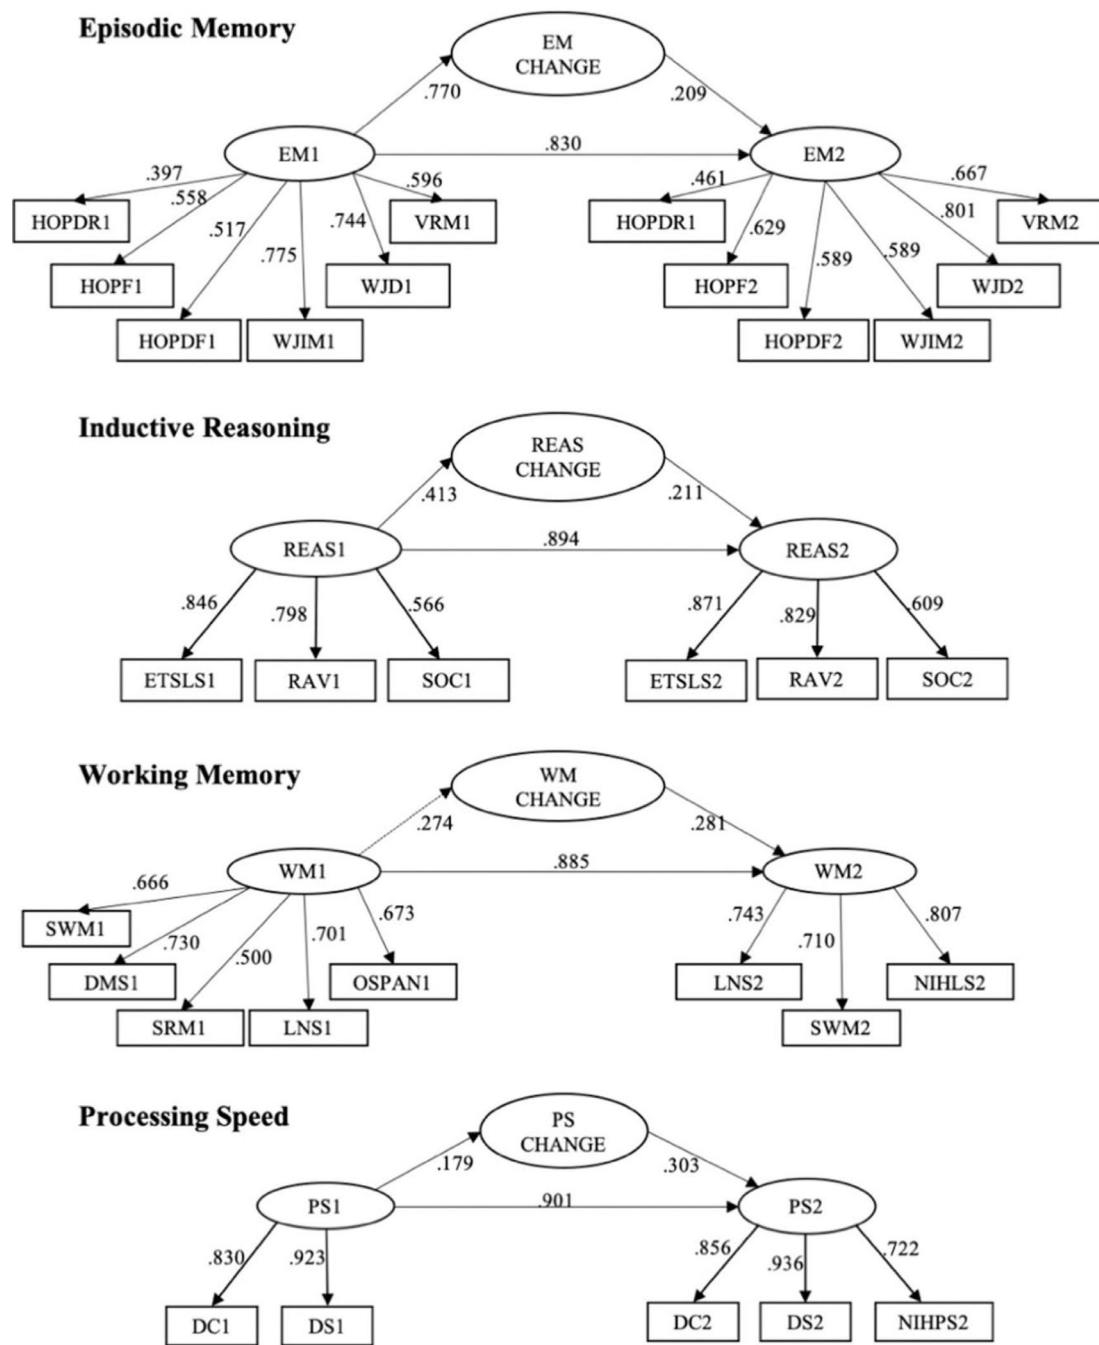 Episodic Memory
EM
CHANGE
.770
.209
EM1
.830
EM2
.397
.558
.517
.775
.744
.596
.461
.629
.589
.589
.801
.667
HOPDR1
VRM1
HOPDR1
VRM2
HOPF1
WJD1
HOPF2
WJD2
HOPDF1
WJIM1
HOPDF2
WJIM2
Inductive Reasoning
REAS
CHANGE
.413
.211
REAS1
.894
REAS2
.846
.798
.566
.871
.829
.609
ETSLS1
RAV1
SOC1
ETSLS2
RAV2
SOC2
Working Memory
WM
CHANGE
.274
.281
WM1
.885
WM2
.666
.730
.500
.701
.673
.743
.710
.807
SWM1
DMS1
OSPAN1
LNS2
NIHLS2
SRM1
LNS1
SWM2
Processing Speed
PS
CHANGE
.179
.303
PS1
.901
PS2
.830
.923
.856
.936
.722
DC1
DS1
DC2
DS2
NIHPS2